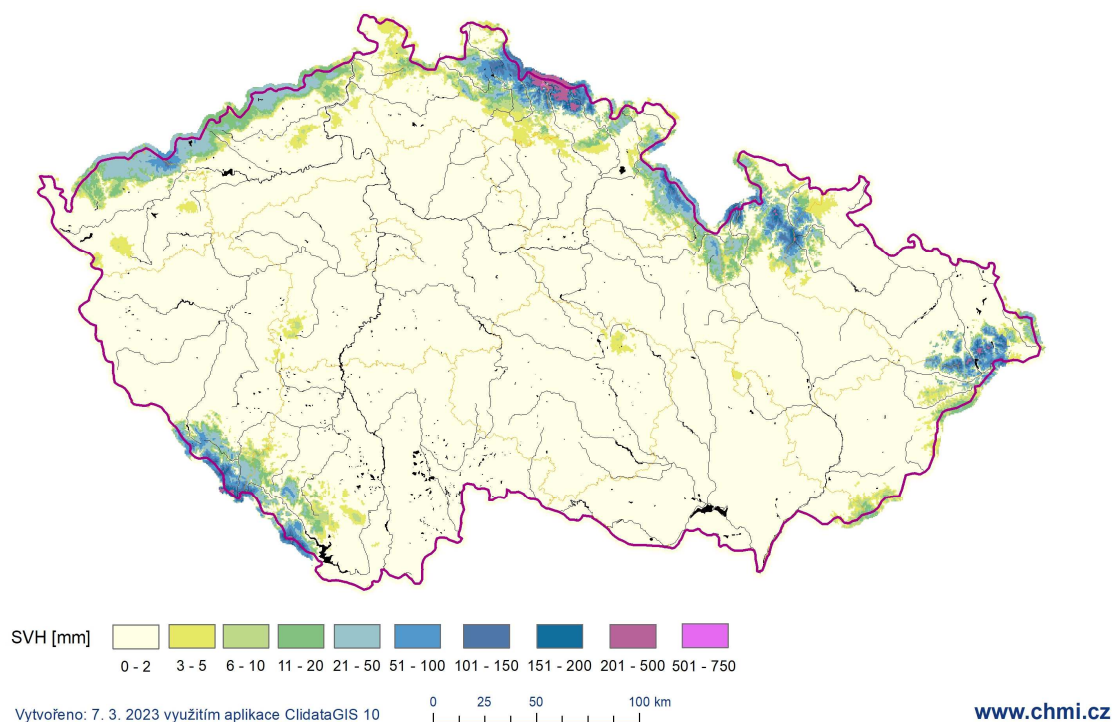 SVH [mm]
0 - 2 3 - 5 6 - 10 11 - 20 21 - 50 51 - 100 101 - 150 151 - 200 201 - 500 501 - 750
0 25 50 100 km
Vytvořeno: 7. 3. 2023 využitím aplikace ClidataGIS 10
www.chmi.cz